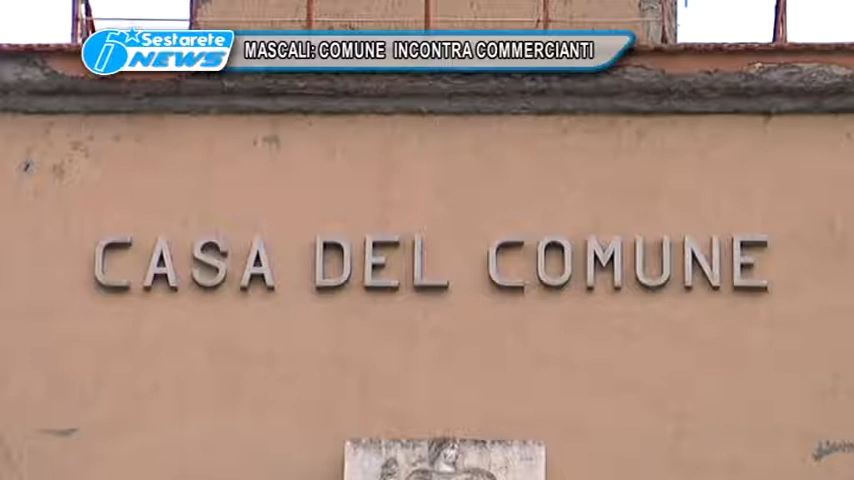 6 Sestarete
NEWS
MASCALI: COMUNE INCONTRA COMMERCIANTI
CASA DEL COMUNE